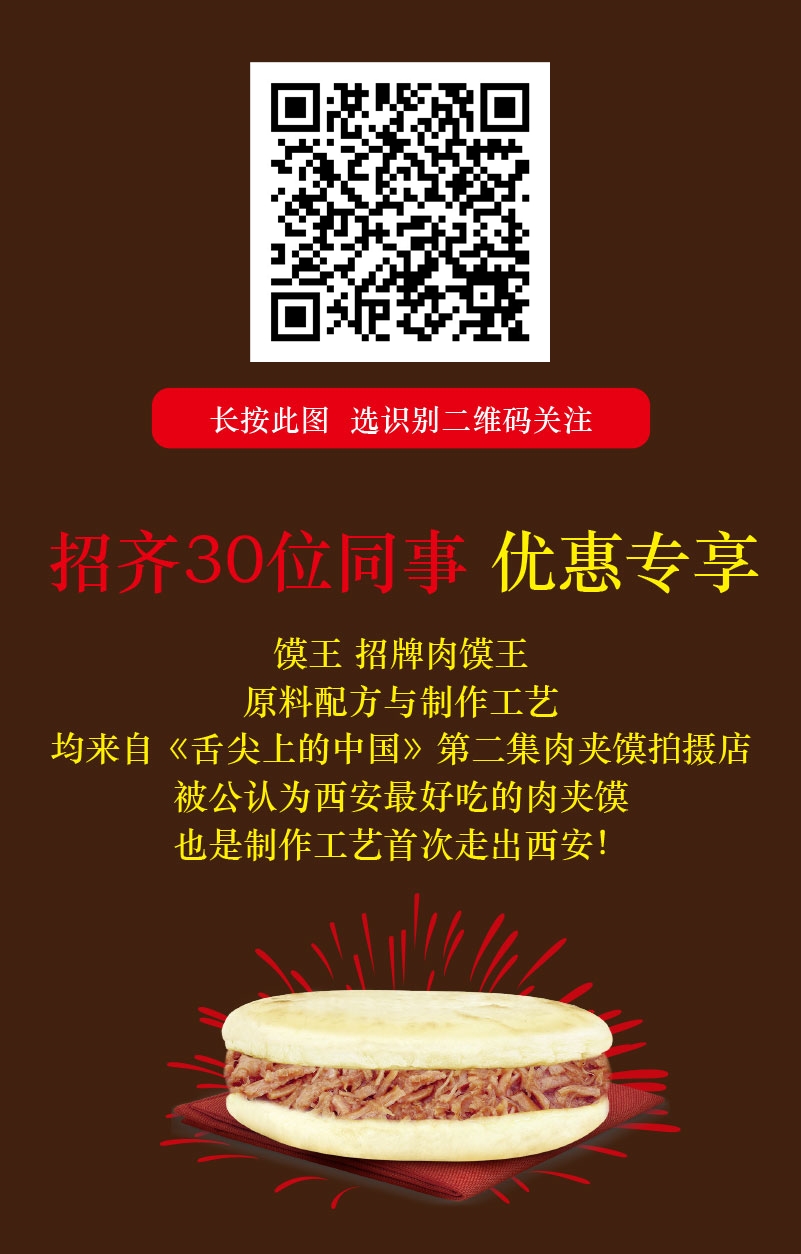 长按此图 选识别二维码关注
招齐30位同事 优惠专享
馍王 招牌肉馍王
原料配方与制作工艺
均来自《舌尖上的中国》第二集肉夹馍拍摄店
被公认为西安最好吃的肉夹馍
也是制作工艺首次走出西安！